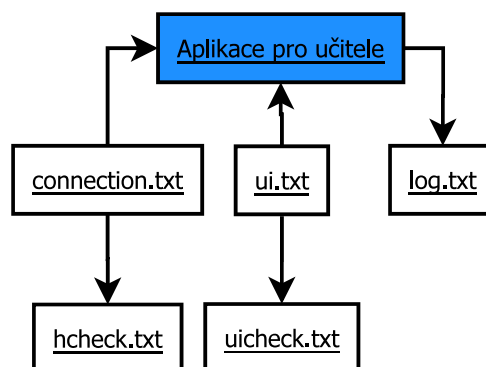 Aplikace pro učitele
connection.txt
ui.txt
log.txt
hcheck.txt
uicheck.txt